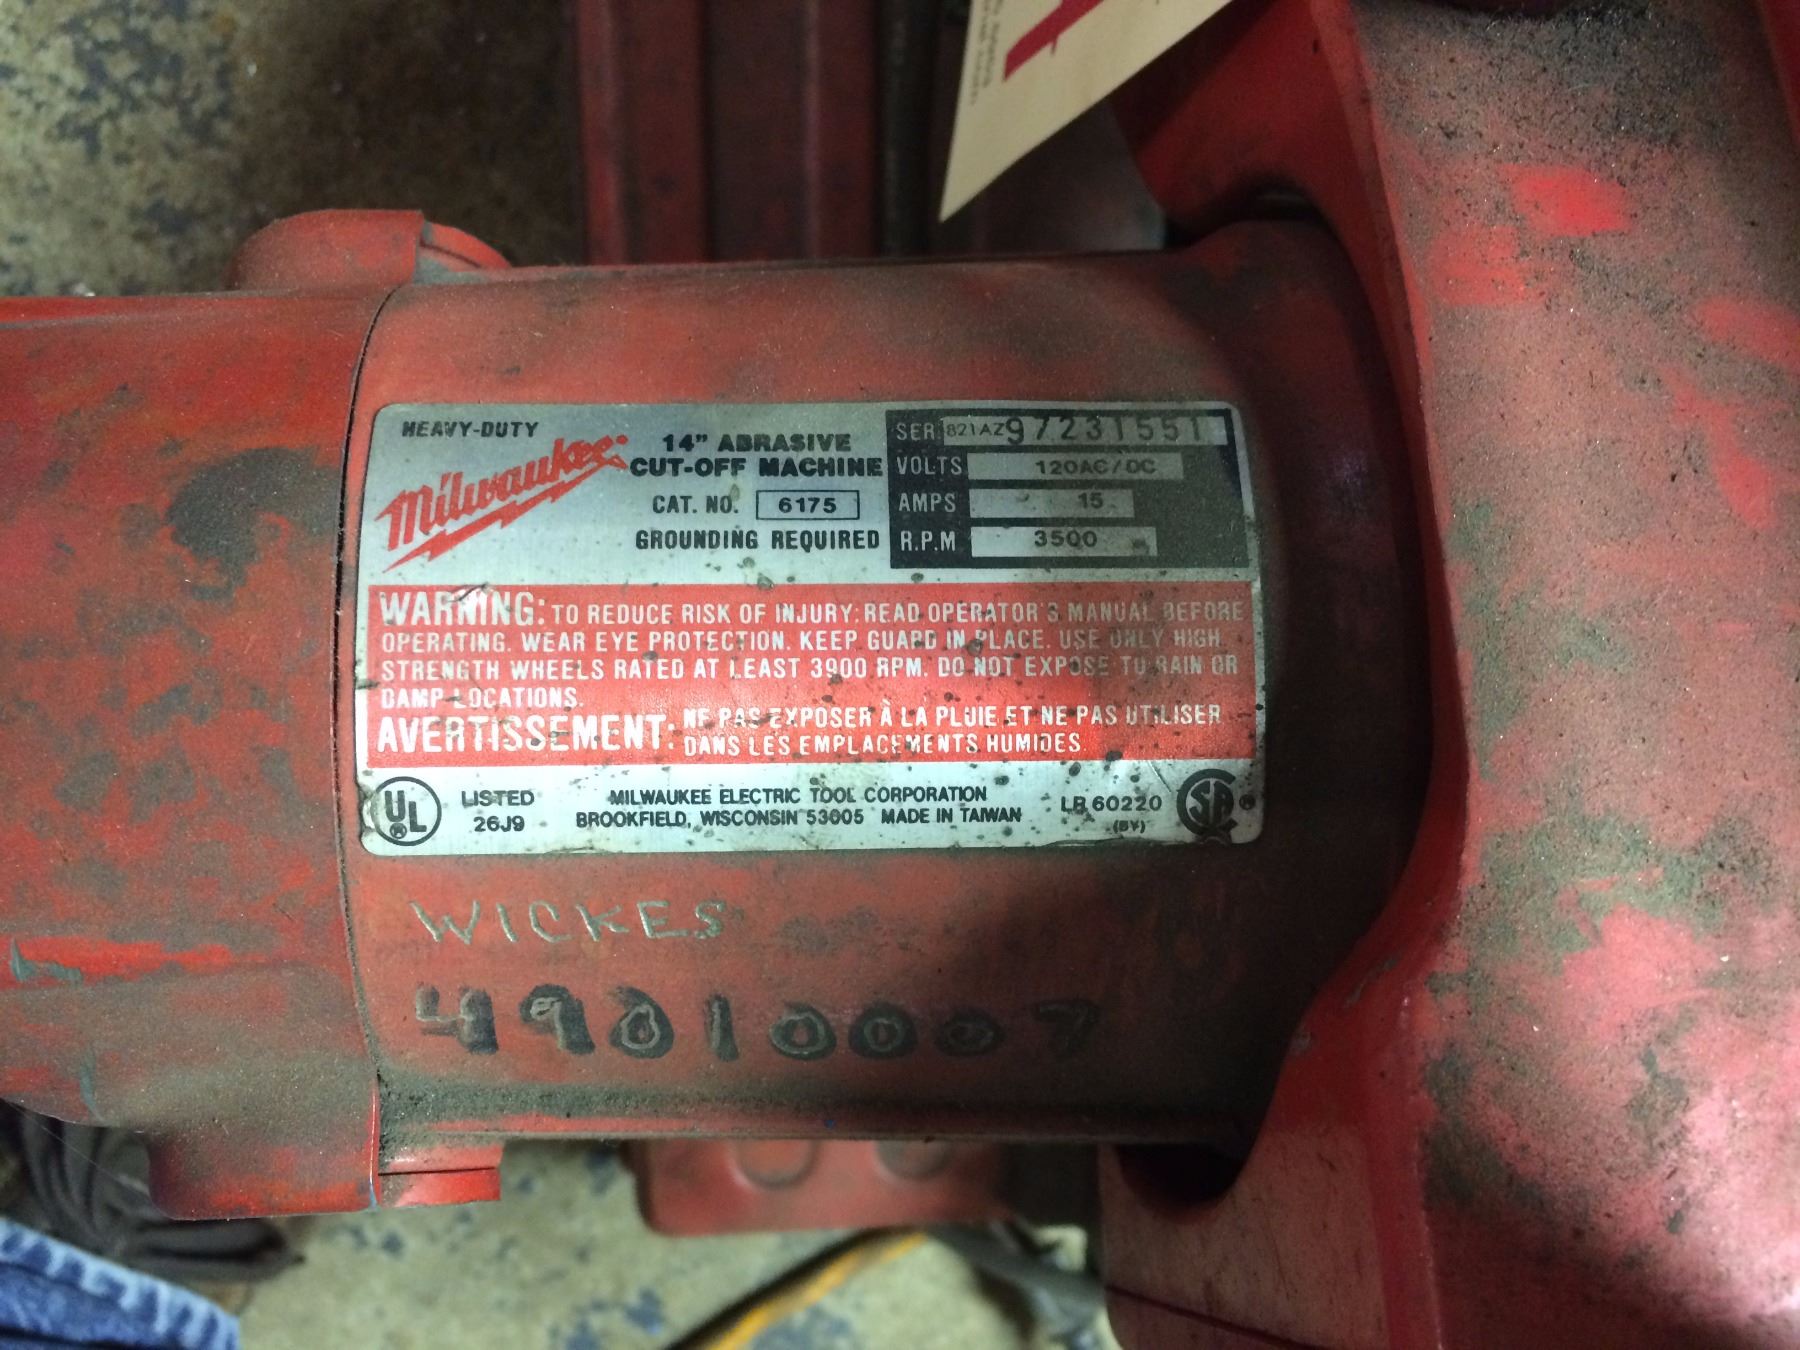 HEAVY-DUTY
Milwaukee
14" ABRASIVE
CUT-OFF MACHINE
CAT. NO. 6175
GROUNDING REQUIRED
SER 821AZ97231551
VOLTS 120AC/DC
AMPS 15
R.P.M 3500
WARNING: TO REDUCE RISK OF INJURY: READ OPERATOR'S MANUAL BEFORE
OPERATING. WEAR EYE PROTECTION. KEEP GUARD IN PLACE. USE ONLY HIGH
STRENGTH WHEELS RATED AT LEAST 3900 RPM. DO NOT EXPOSE TO RAIN OR
DAMP LOCATIONS.
AVERTISSEMENT: NE PAS EXPOSER À LA PLUIE ET NE PAS UTILISER
DANS LES EMPLACEMENTS HUMIDES
UL ®
LISTED
26J9
MILWAUKEE ELECTRIC TOOL CORPORATION
BROOKFIELD, WISCONSIN 53005 MADE IN TAIWAN
LR 60220
(BY)
SA ®
WICKES
49010007